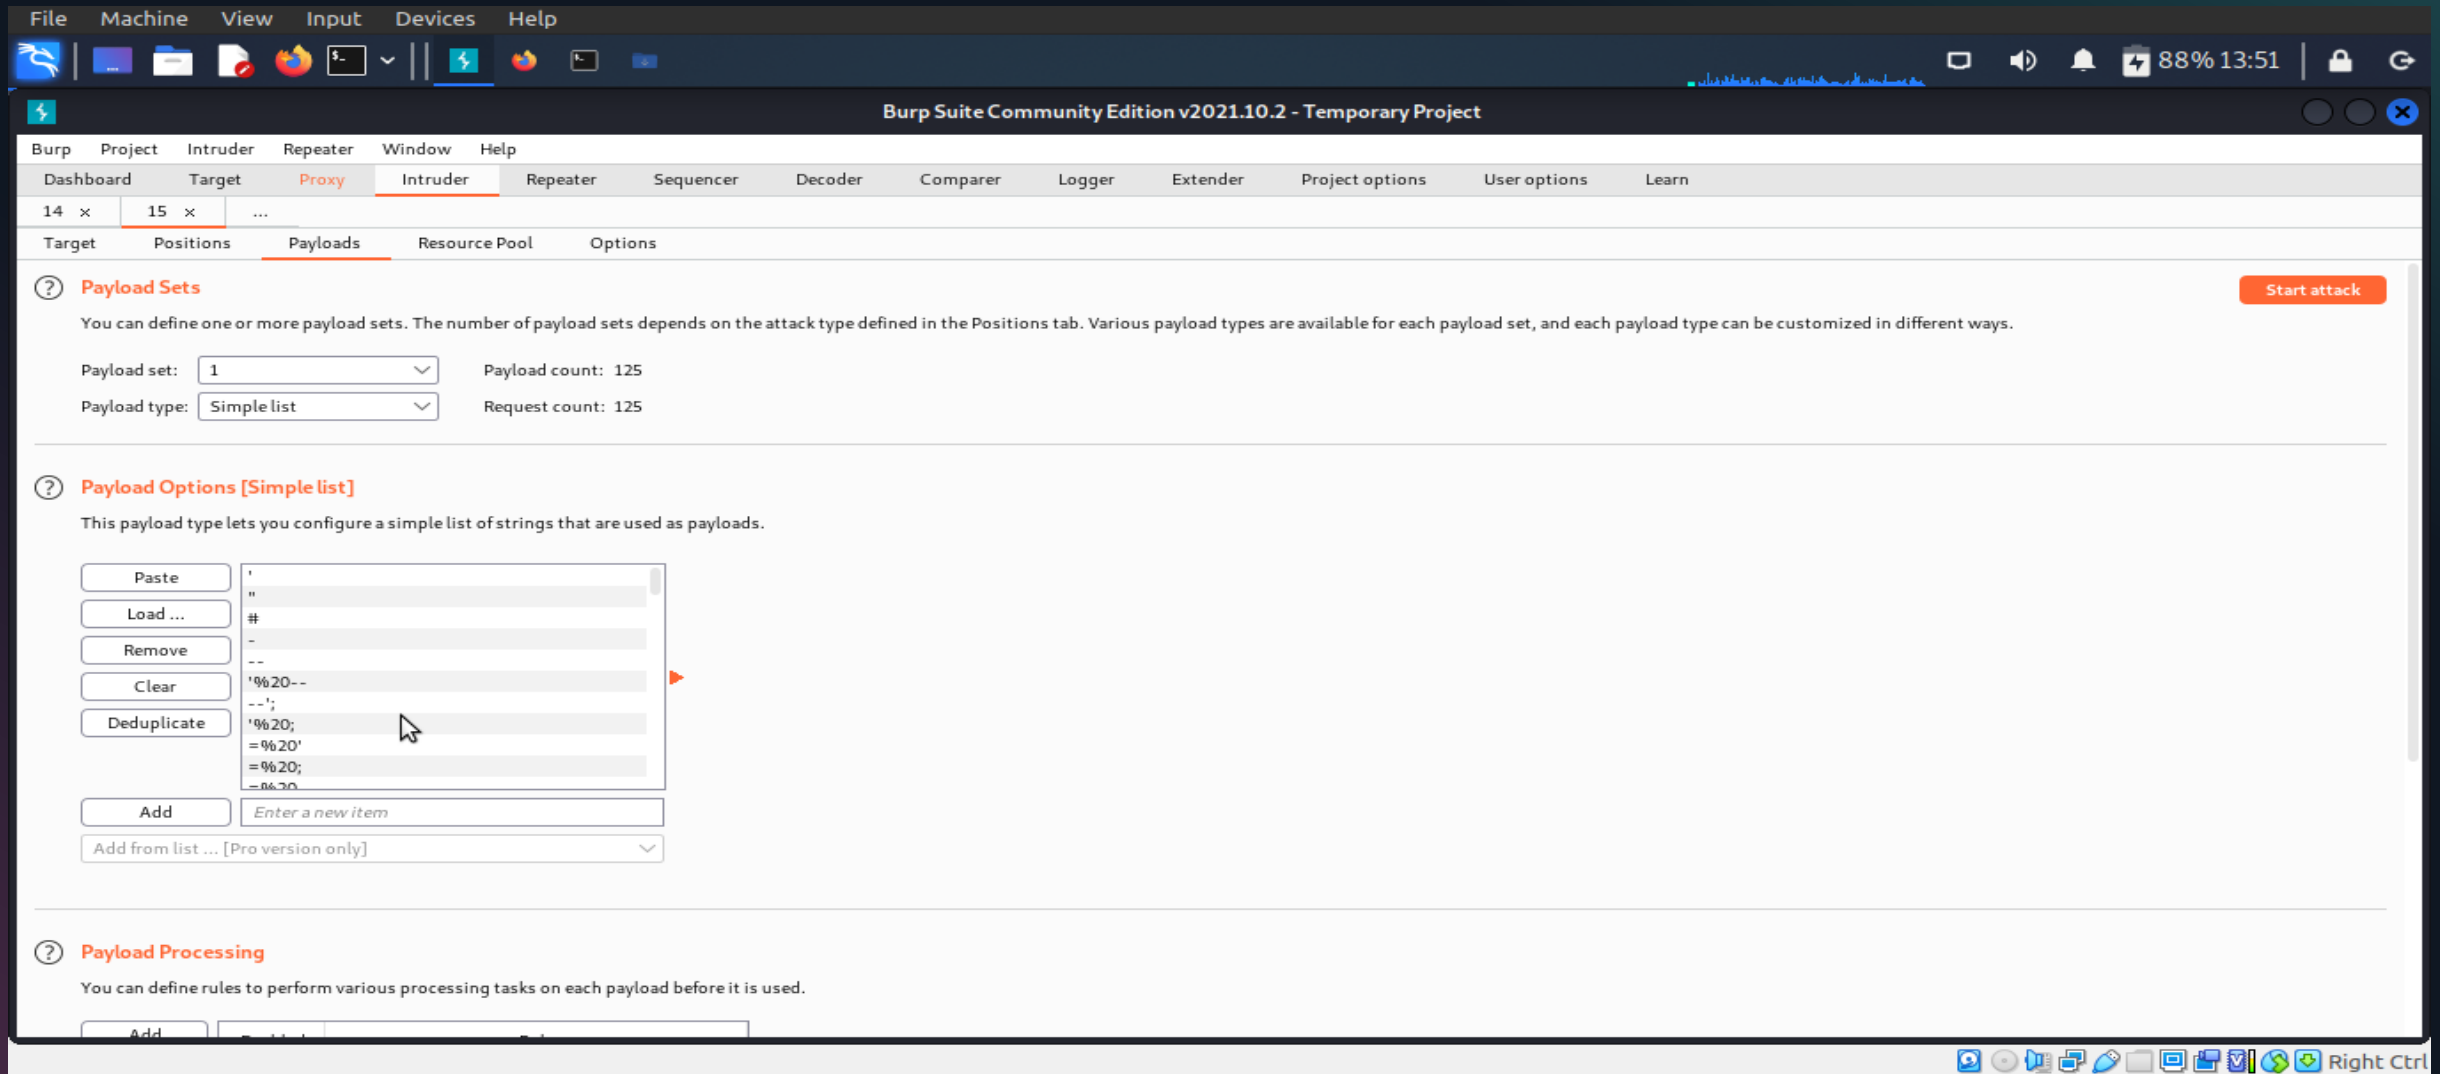 File Machine View Input Devices Help
88% 13:51
Burp Suite Community Edition v2021.10.2 - Temporary Project
Burp Project Intruder Repeater Window Help
Dashboard Target Proxy Intruder Repeater Sequencer Decoder Comparer Logger Extender Project options User options Learn
14 × 15 × ...
Target Positions Payloads Resource Pool Options
? Payload Sets
Start attack
You can define one or more payload sets. The number of payload sets depends on the attack type defined in the Positions tab. Various payload types are available for each payload set, and each payload type can be customized in different ways.
Payload set: 1 Payload count: 125
Payload type: Simple list Request count: 125
? Payload Options [Simple list]
This payload type lets you configure a simple list of strings that are used as payloads.
Paste
Load ...
Remove
Clear
Deduplicate
'
"
#
-
--
'%20--
--';
'%20;
=%20'
=%20;
=%20
Add Enter a new item
Add from list ... [Pro version only]
? Payload Processing
You can define rules to perform various processing tasks on each payload before it is used.
Add
Right Ctrl